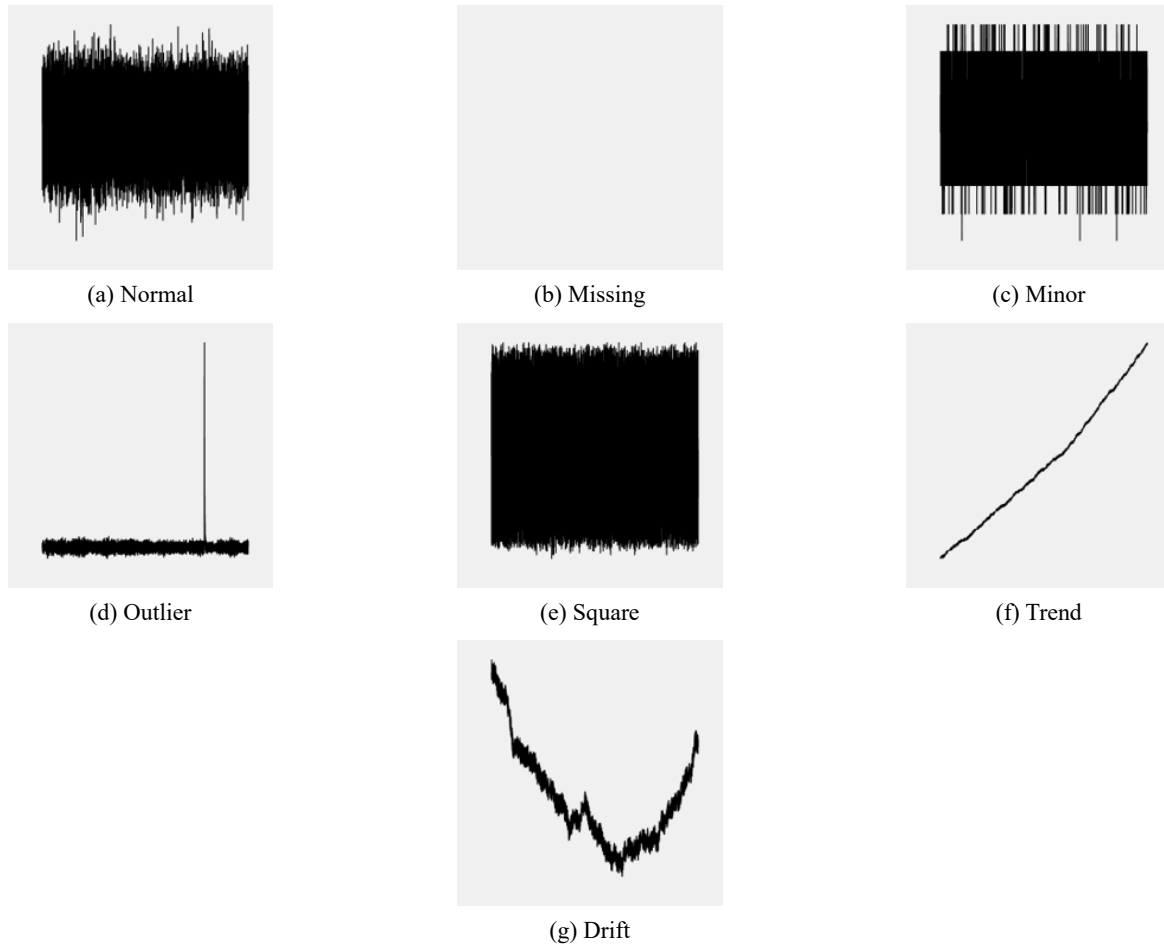 (a) Normal
(b) Missing
(c) Minor
(d) Outlier
(e) Square
(f) Trend
(g) Drift